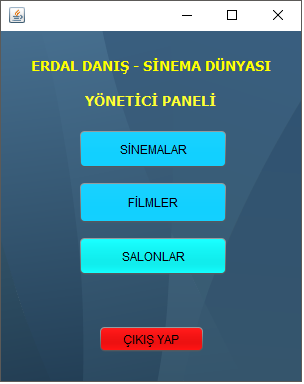 ERDAL DANIŞ - SİNEMA DÜNYASI
YÖNETİCİ PANELİ
SİNEMALAR
FİLMLER
SALONLAR
ÇIKIŞ YAP